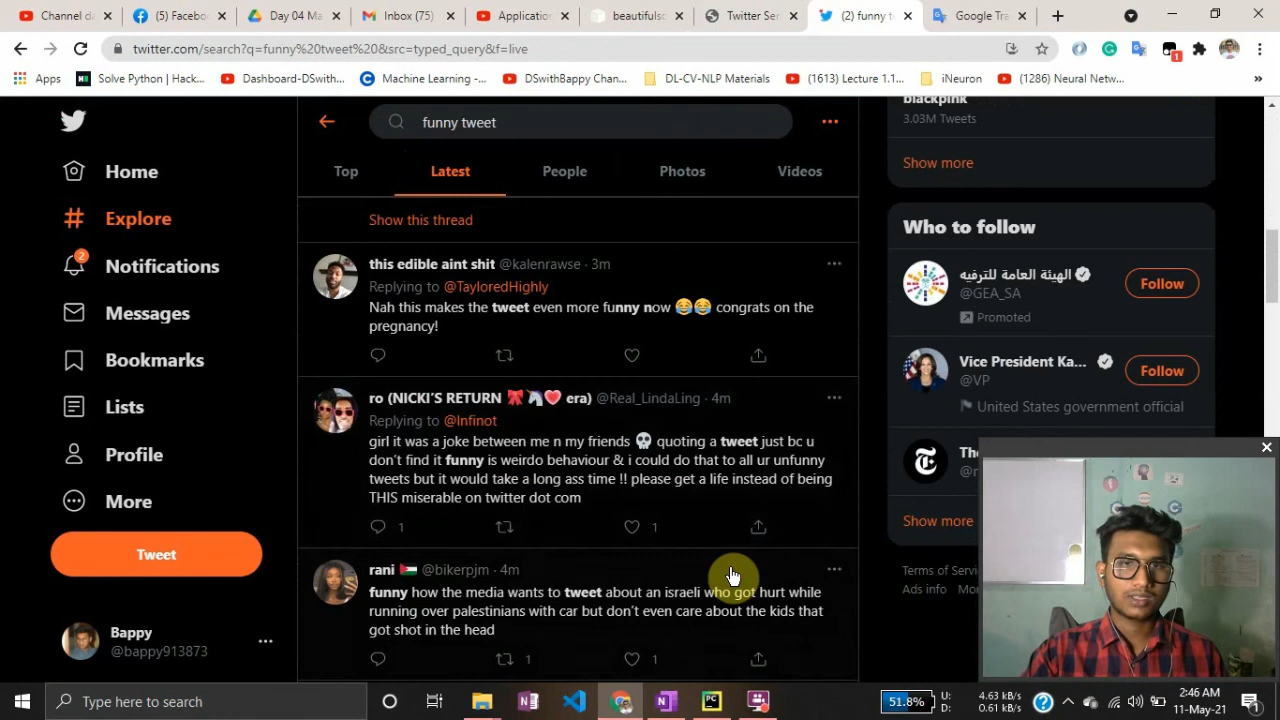 Channel da
(5) Faceboo
Day 04 Ma
Inbox (75)
Application
beautifulso
Twitter Sen
(2) funny t
Google Tra
twitter.com/search?q=funny%20tweet%20&src=typed_query&f=live
Apps
Solve Python | Hack...
Dashboard-DSwith...
Machine Learning -...
DSwithBappy Chan...
DL-CV-NLP Materials
(1613) Lecture 1.1...
iNeuron
(1286) Neural Netw...
»
Home
Explore
2
Notifications
Messages
Bookmarks
Lists
Profile
More
Tweet
Bappy
@bappy913873
funny tweet
Top
Latest
People
Photos
Videos
Show this thread
this edible aint shit @kalenrawse · 3m
Replying to @TayloredHighly
Nah this makes the tweet even more funny now 😂😂 congrats on the
pregnancy!
ro (NICKI'S RETURN 🎀🦄❤️ era) @Real_LindaLing · 4m
Replying to @Infinot
girl it was a joke between me n my friends 💀 quoting a tweet just bc u
don't find it funny is weirdo behaviour & i could do that to all ur unfunny
tweets but it would take a long ass time !! please get a life instead of being
THIS miserable on twitter dot com
1
1
rani 🇵🇸 @bikerpjm · 4m
funny how the media wants to tweet about an israeli who got hurt while
running over palestinians with car but don't even care about the kids that
got shot in the head
1
1
blackpink
3.03M Tweets
Show more
Who to follow
الهيئة العامة للترفيه
@GEA_SA
Promoted
Follow
Vice President Ka...
@VP
United States government official
Follow
The
@n
Show more
Terms of Servi
Ads info
Mo
Type here to search
51.8%
U:
D:
4.63 kB/s
0.61 kB/s
2:46 AM
11-May-21
1